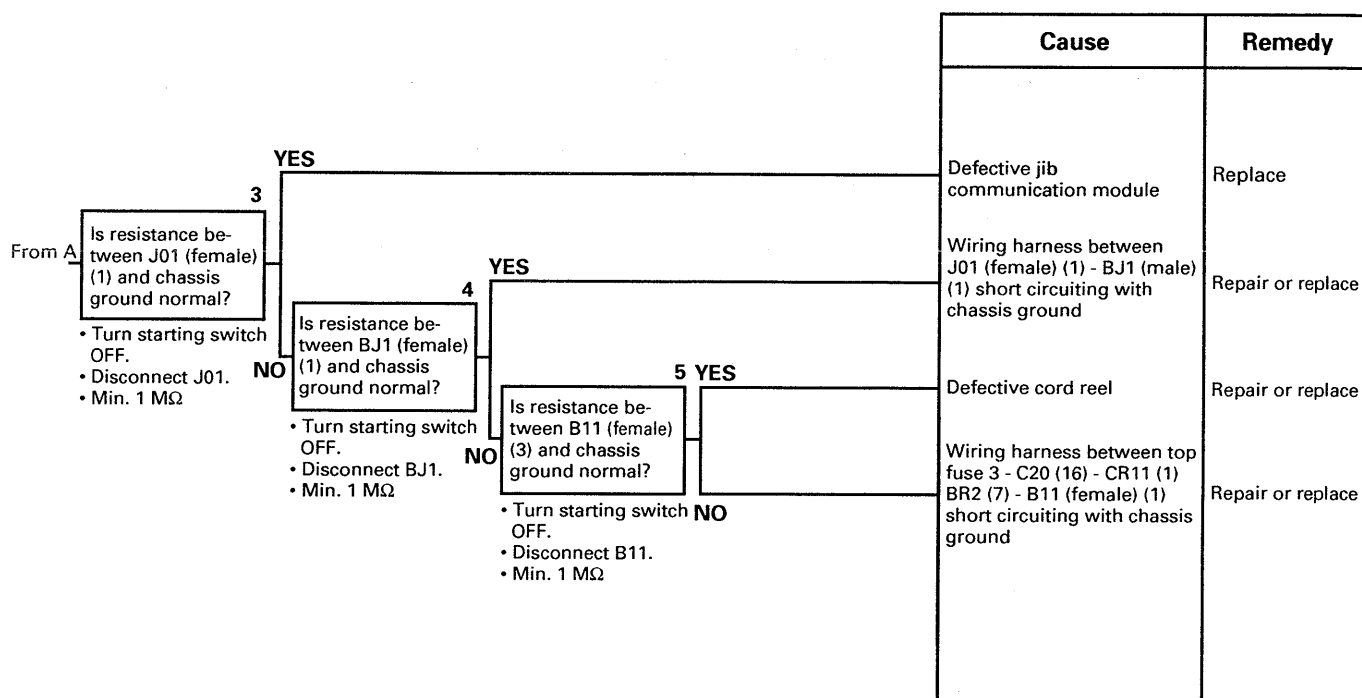 Cause
Remedy
YES
Defective jib
communication module
Replace
3
From A
Is resistance be-
tween J01 (female)
(1) and chassis
ground normal?
• Turn starting switch
OFF.
• Disconnect J01.
• Min. 1 MΩ
YES
Wiring harness between
J01 (female) (1) - BJ1 (male)
(1) short circuiting with
chassis ground
Repair or replace
4
NO
Is resistance be-
tween BJ1 (female)
(1) and chassis
ground normal?
• Turn starting switch
OFF.
• Disconnect BJ1.
• Min. 1 MΩ
5
YES
Defective cord reel
Repair or replace
NO
Is resistance be-
tween B11 (female)
(3) and chassis
ground normal?
• Turn starting switch
OFF.
• Disconnect B11.
• Min. 1 MΩ
NO
Wiring harness between top
fuse 3 - C20 (16) - CR11 (1)
BR2 (7) - B11 (female) (1)
short circuiting with chassis
ground
Repair or replace